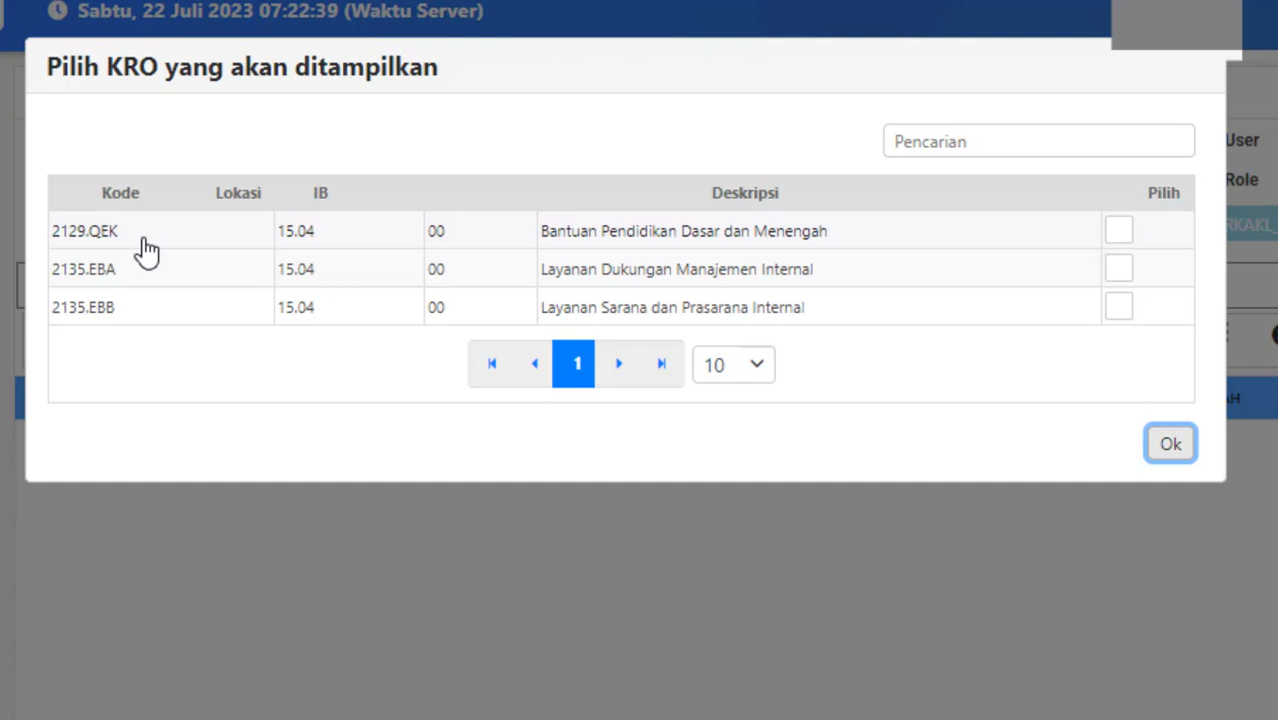 Sabtu, 22 Juli 2023 07:22:39 (Waktu Server)
Pilih KRO yang akan ditampilkan
Pencarian
User
Role
Kode Lokasi IB Deskripsi Pilih
2129.QEK 15.04 00 Bantuan Pendidikan Dasar dan Menengah
RKAKL_
2135.EBA 15.04 00 Layanan Dukungan Manajemen Internal
2135.EBB 15.04 00 Layanan Sarana dan Prasarana Internal
1 10
AH
Ok